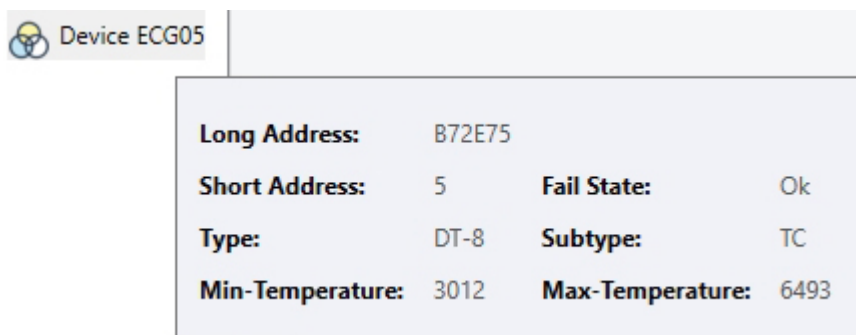 Device ECG05
Long Address: B72E75
Short Address: 5 Fail State: Ok
Type: DT-8 Subtype: TC
Min-Temperature: 3012 Max-Temperature: 6493